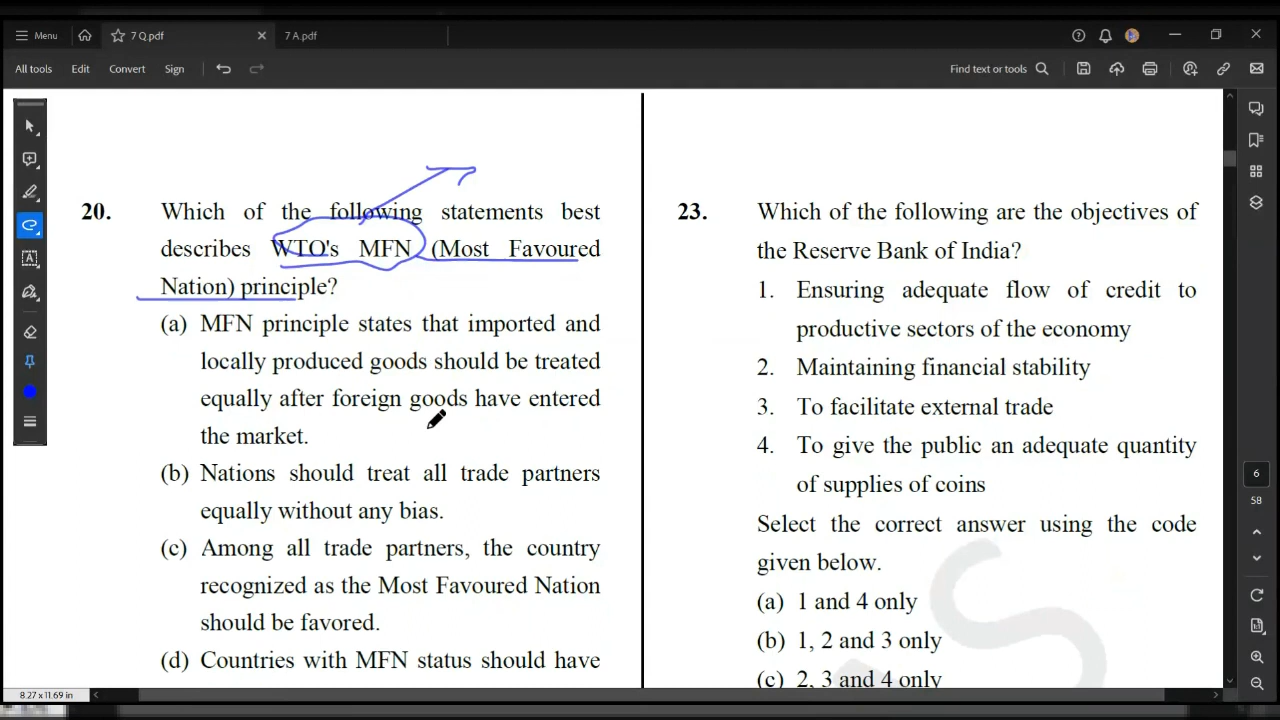 Menu
7 Q.pdf
7 A.pdf
All tools
Edit
Convert
Sign
Find text or tools
20. Which of the following statements best
describes WTO's MFN (Most Favoured
Nation) principle?
(a) MFN principle states that imported and
locally produced goods should be treated
equally after foreign goods have entered
the market.
(b) Nations should treat all trade partners
equally without any bias.
(c) Among all trade partners, the country
recognized as the Most Favoured Nation
should be favored.
(d) Countries with MFN status should have
23. Which of the following are the objectives of
the Reserve Bank of India?
1. Ensuring adequate flow of credit to
productive sectors of the economy
2. Maintaining financial stability
3. To facilitate external trade
4. To give the public an adequate quantity
of supplies of coins
Select the correct answer using the code
given below.
(a) 1 and 4 only
(b) 1, 2 and 3 only
(c) 2, 3 and 4 only
S
6
58
8.27 x 11.69 in